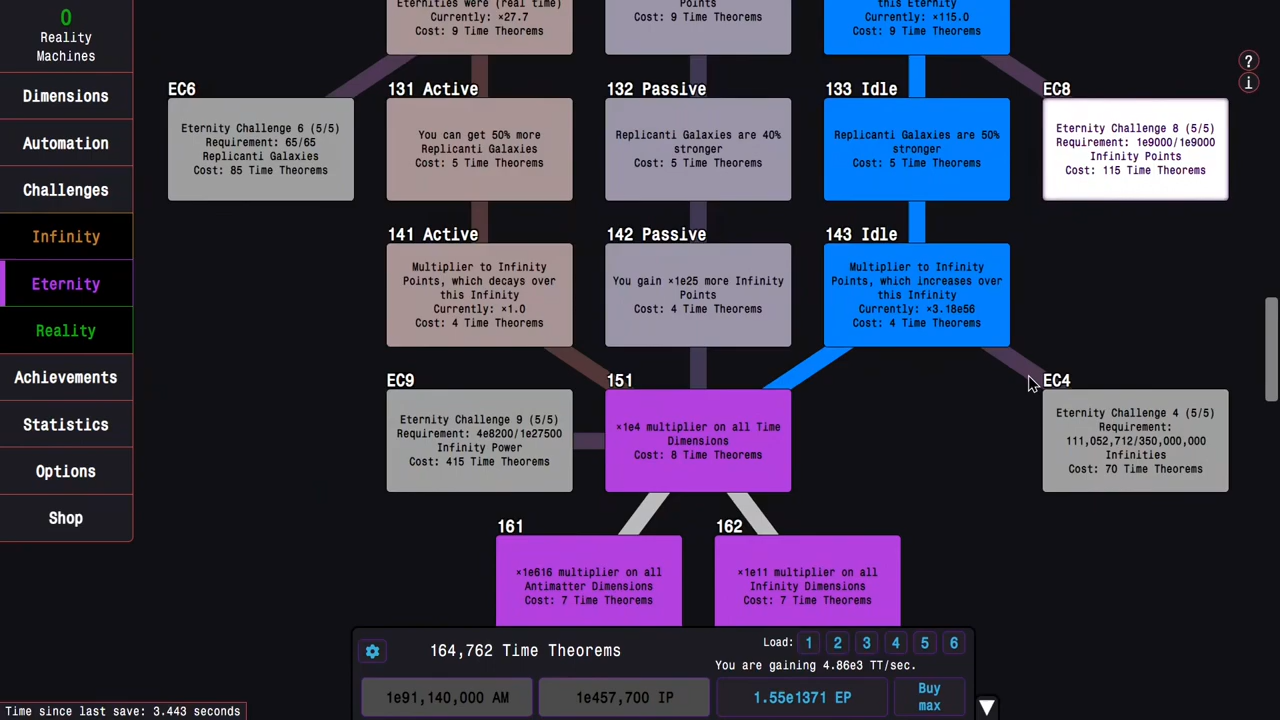 0
Reality
Machines
Dimensions
Automation
Challenges
Infinity
Eternity
Reality
Achievements
Statistics
Options
Shop
Eternities were (real time)
Currently: ×27.7
Cost: 9 Time Theorems
Points
Cost: 9 Time Theorems
this Eternity
Currently: ×115.0
Cost: 9 Time Theorems
?
i
EC6
Eternity Challenge 6 (5/5)
Requirement: 65/65
Replicanti Galaxies
Cost: 85 Time Theorems
131 Active
You can get 50% more
Replicanti Galaxies
Cost: 5 Time Theorems
132 Passive
Replicanti Galaxies are 40%
stronger
Cost: 5 Time Theorems
133 Idle
Replicanti Galaxies are 50%
stronger
Cost: 5 Time Theorems
EC8
Eternity Challenge 8 (5/5)
Requirement: 1e9000/1e9000
Infinity Points
Cost: 115 Time Theorems
141 Active
Multiplier to Infinity
Points, which decays over
this Infinity
Currently: ×1.0
Cost: 4 Time Theorems
142 Passive
You gain ×1e25 more Infinity
Points
Cost: 4 Time Theorems
143 Idle
Multiplier to Infinity
Points, which increases over
this Infinity
Currently: ×3.18e56
Cost: 4 Time Theorems
EC9
Eternity Challenge 9 (5/5)
Requirement: 4e8200/1e27500
Infinity Power
Cost: 415 Time Theorems
151
×1e4 multiplier on all Time
Dimensions
Cost: 8 Time Theorems
EC4
Eternity Challenge 4 (5/5)
Requirement:
111,052,712/350,000,000
Infinities
Cost: 70 Time Theorems
161
×1e616 multiplier on all
Antimatter Dimensions
Cost: 7 Time Theorems
162
×1e11 multiplier on all
Infinity Dimensions
Cost: 7 Time Theorems
164,762 Time Theorems
Load: 1 2 3 4 5 6
You are gaining 4.86e3 TT/sec.
1e91,140,000 AM
1e457,700 IP
1.55e1371 EP
Buy
max
Time since last save: 3.443 seconds